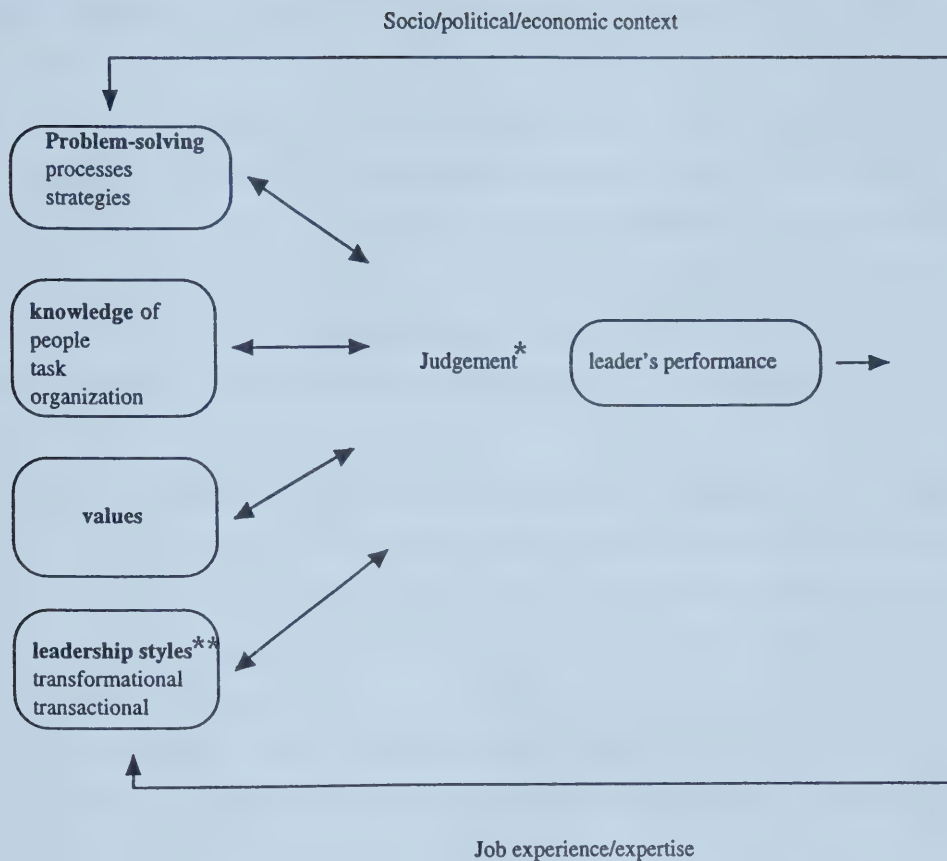 Socio/political/economic context
Problem-solving
processes
strategies
knowledge of
people
task
organization
Judgement*
leader's performance
values
leadership styles**
transformational
transactional
Job experience/expertise